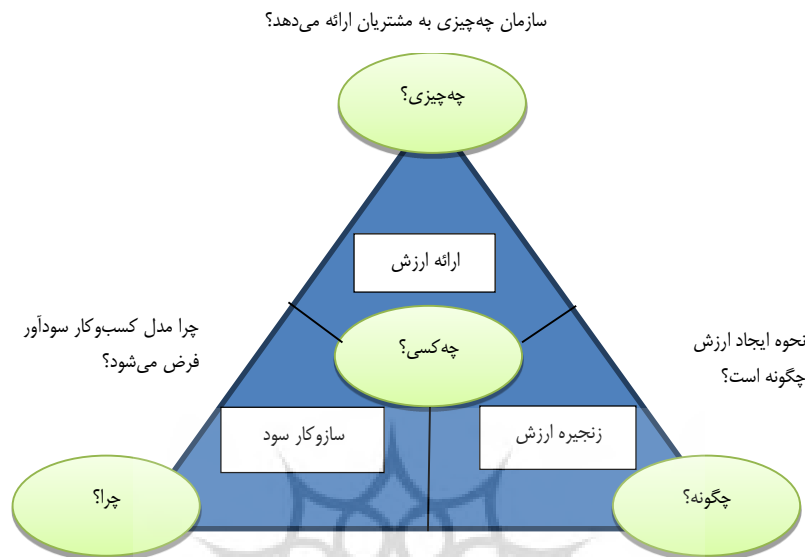 سازمان چه‌چیزی به مشتریان ارائه می‌دهد؟
چه‌چیزی؟
ارائه ارزش
چرا مدل کسب‌وکار سودآور
فرض می‌شود؟
چه‌کسی؟
نحوه ایجاد ارزش
چگونه است؟
زنجیره ارزش
سازوکار سود
چگونه؟
چرا؟